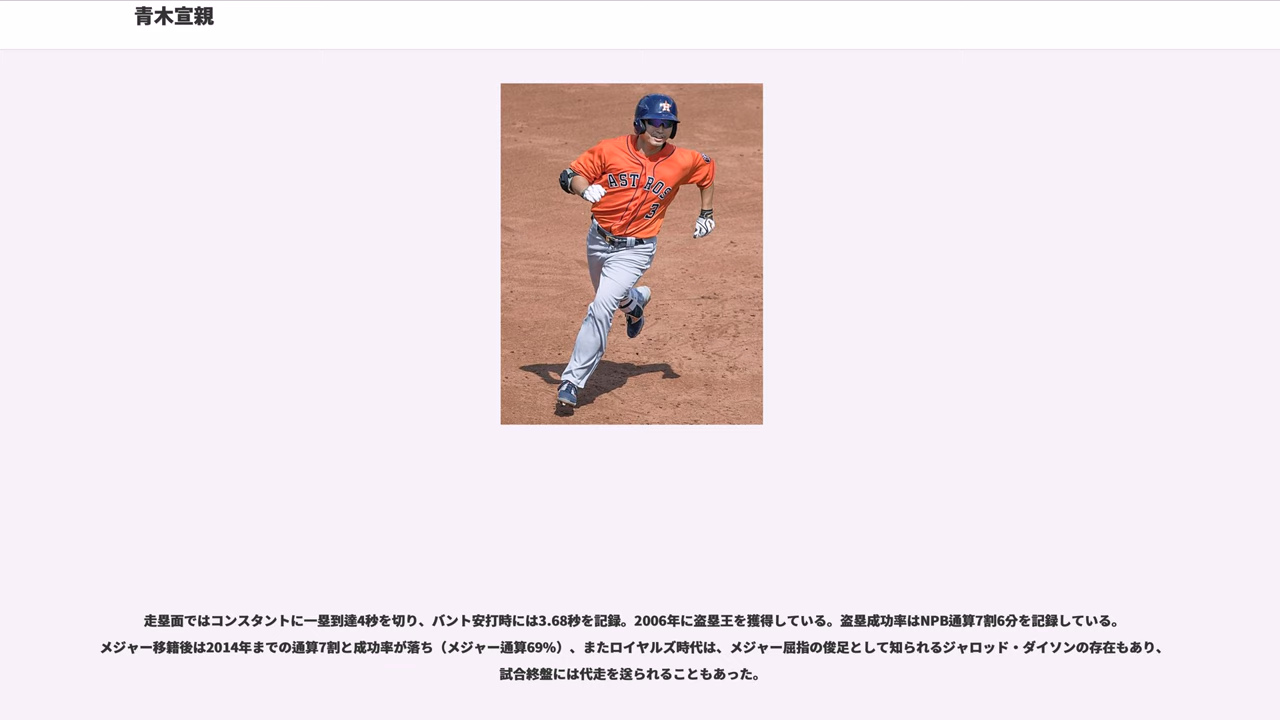 青木宣親
ASTROS
3
走塁面ではコンスタントに一塁到達4秒を切り、バント安打時には3.68秒を記録。2006年に盗塁王を獲得している。盗塁成功率はNPB通算7割6分を記録している。
メジャー移籍後は2014年までの通算7割と成功率が落ち（メジャー通算69%）、またロイヤルズ時代は、メジャー屈指の俊足として知られるジャロッド・ダイソンの存在もあり、
試合終盤には代走を送られることもあった。